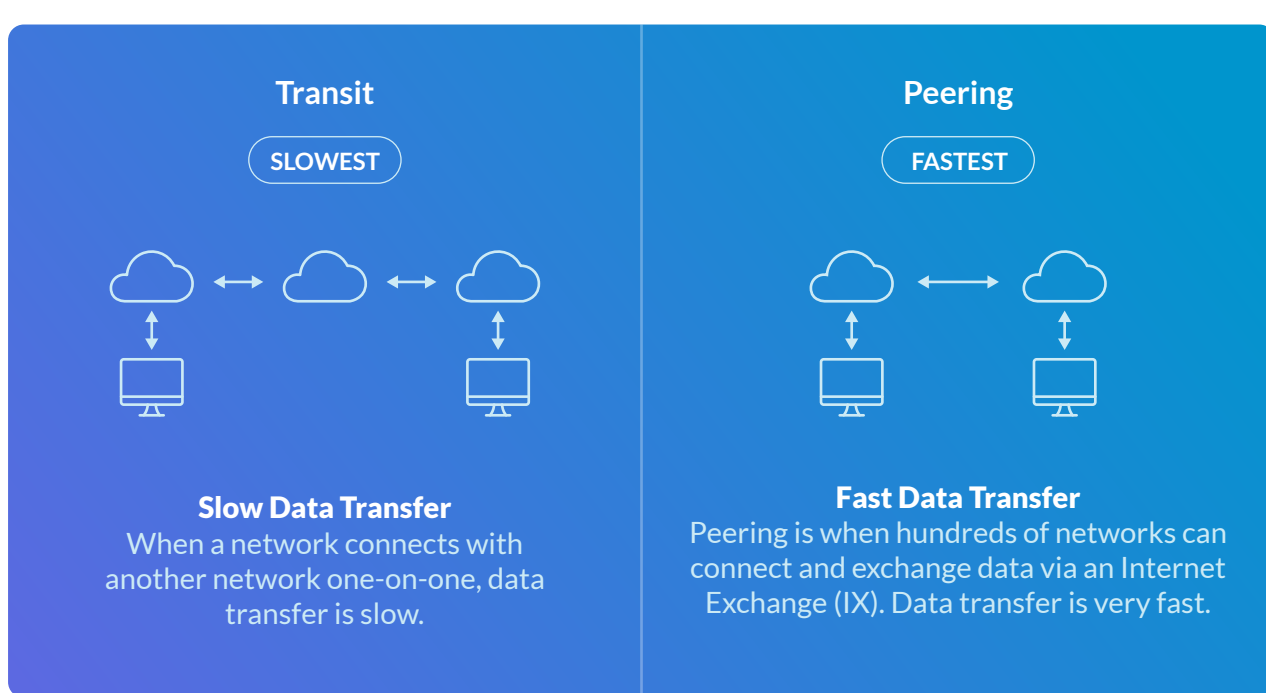 Transit
SLOWEST
Slow Data Transfer
When a network connects with
another network one-on-one, data
transfer is slow.
Peering
FASTEST
Fast Data Transfer
Peering is when hundreds of networks can
connect and exchange data via an Internet
Exchange (IX). Data transfer is very fast.